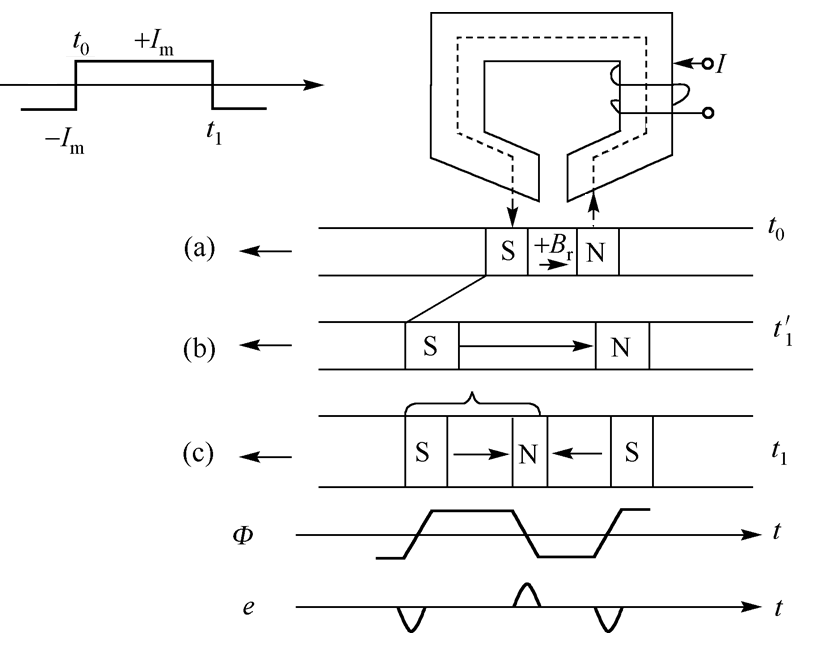 t₀ +Iₘ
−Iₘ t₁
I
(a) S +Bᵣ N t₀
(b) S N t₁′
(c) S N S t₁
Φ t
e t